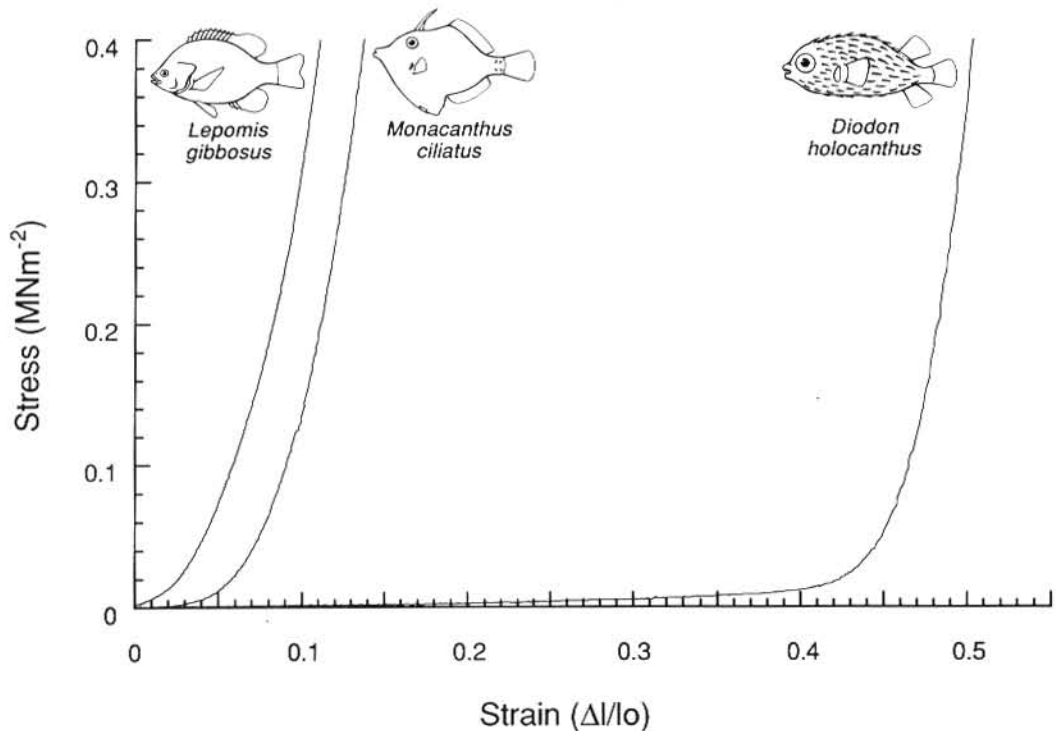 0.4
0.3
0.2
0.1
0
Stress (MNm-2)
Lepomis
gibbosus
Monacanthus
ciliatus
Diodon
holocanthus
0 0.1 0.2 0.3 0.4 0.5
Strain (Δl/lo)